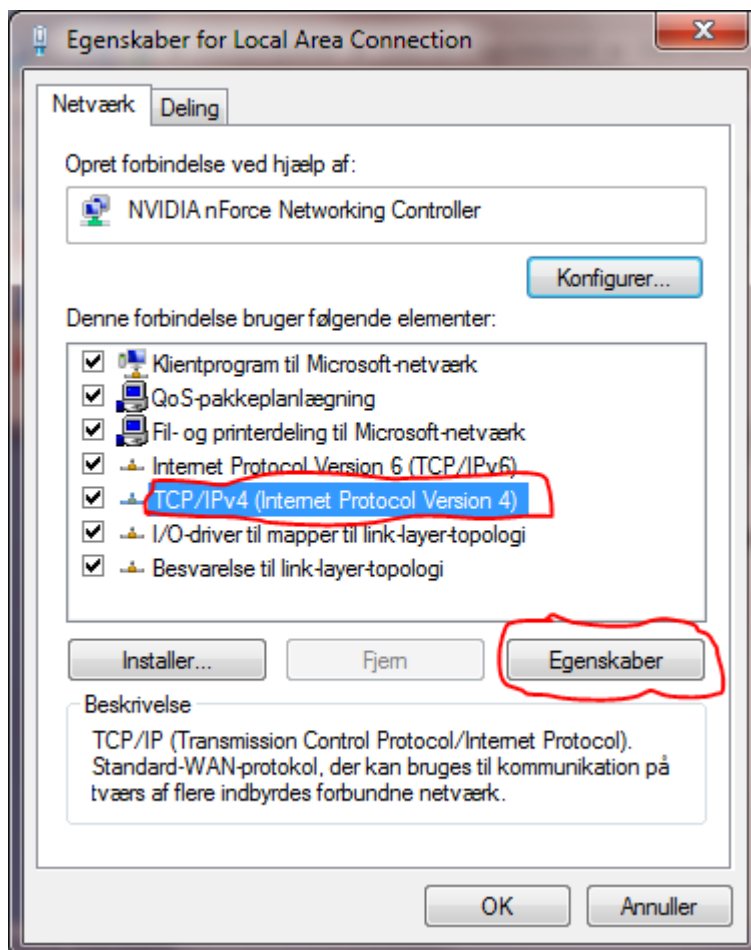 Egenskaber for Local Area Connection
Netværk
Deling
Opret forbindelse ved hjælp af:
NVIDIA nForce Networking Controller
Konfigurer...
Denne forbindelse bruger følgende elementer:
Klientprogram til Microsoft-netværk
QoS-pakkeplanlægning
Fil- og printerdeling til Microsoft-netværk
Internet Protocol Version 6 (TCP/IPv6)
TCP/IPv4 (Internet Protocol Version 4)
I/O-driver til mapper til link-layer-topologi
Besvarelse til link-layer-topologi
Installer...
Fjern
Egenskaber
Beskrivelse
TCP/IP (Transmission Control Protocol/Internet Protocol).
Standard-WAN-protokol, der kan bruges til kommunikation på
tværs af flere indbyrdes forbundne netværk.
OK
Annuller